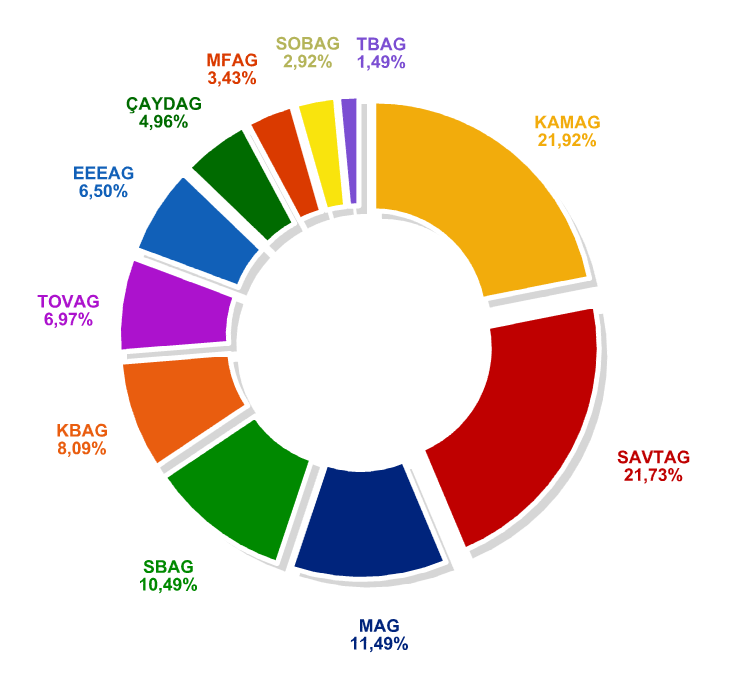 SOBAG
2,92%
TBAG
1,49%
MFAG
3,43%
ÇAYDAG
4,96%
KAMAG
21,92%
EEEAG
6,50%
TOVAG
6,97%
KBAG
8,09%
SAVTAG
21,73%
SBAG
10,49%
MAG
11,49%